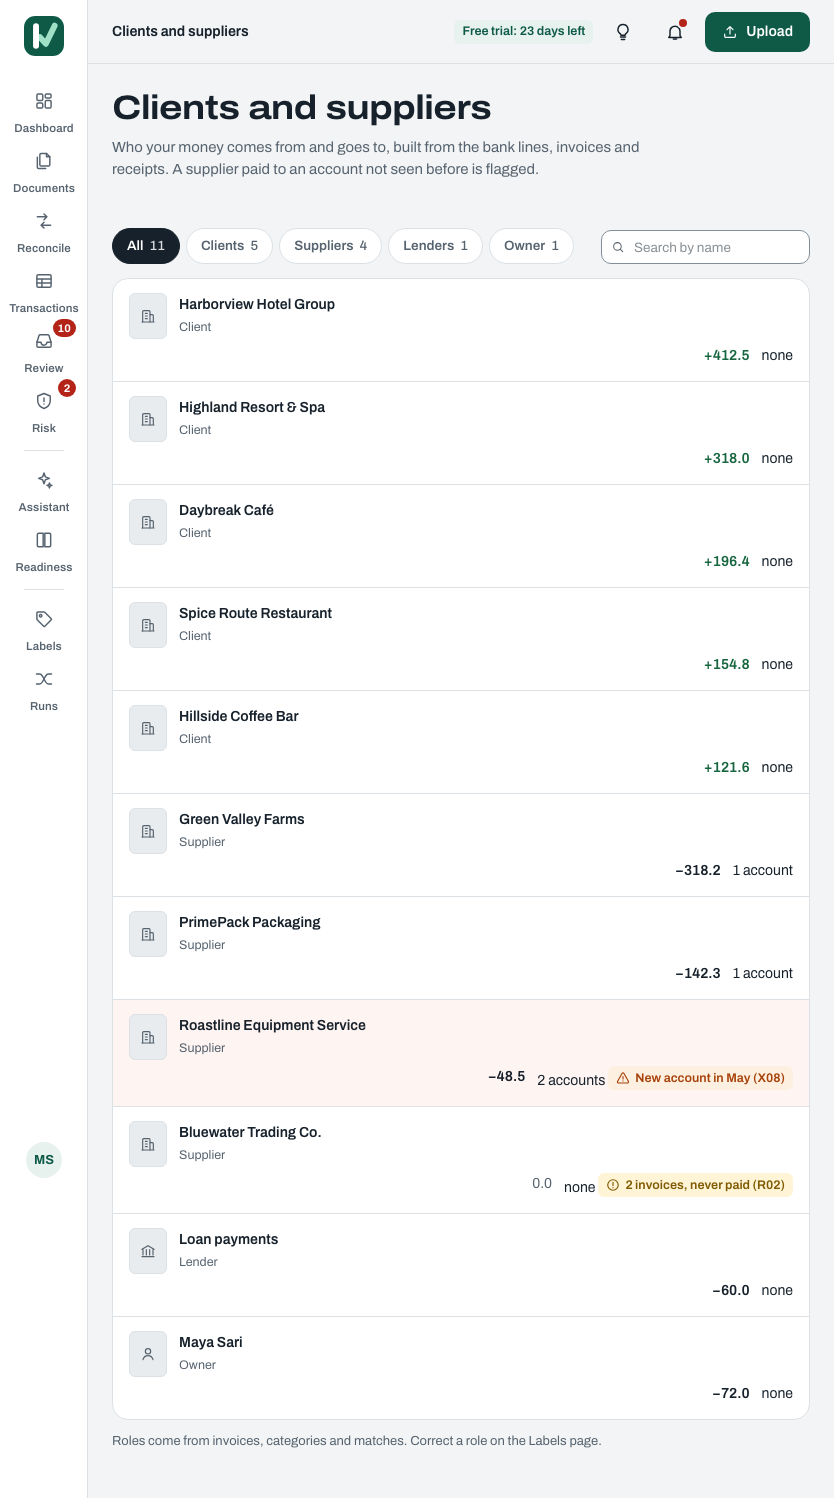 Clients and suppliers
Free trial: 23 days left
Upload
Dashboard
Documents
Reconcile
Transactions
10
Review
2
Risk
Assistant
Readiness
Labels
Runs
MS
Clients and suppliers
Who your money comes from and goes to, built from the bank lines, invoices and
receipts. A supplier paid to an account not seen before is flagged.
All 11
Clients 5
Suppliers 4
Lenders 1
Owner 1
Search by name
Harborview Hotel Group
Client
+412.5 none
Highland Resort & Spa
Client
+318.0 none
Daybreak Café
Client
+196.4 none
Spice Route Restaurant
Client
+154.8 none
Hillside Coffee Bar
Client
+121.6 none
Green Valley Farms
Supplier
−318.2 1 account
PrimePack Packaging
Supplier
−142.3 1 account
Roastline Equipment Service
Supplier
−48.5 2 accounts New account in May (X08)
Bluewater Trading Co.
Supplier
0.0 none 2 invoices, never paid (R02)
Loan payments
Lender
−60.0 none
Maya Sari
Owner
−72.0 none
Roles come from invoices, categories and matches. Correct a role on the Labels page.